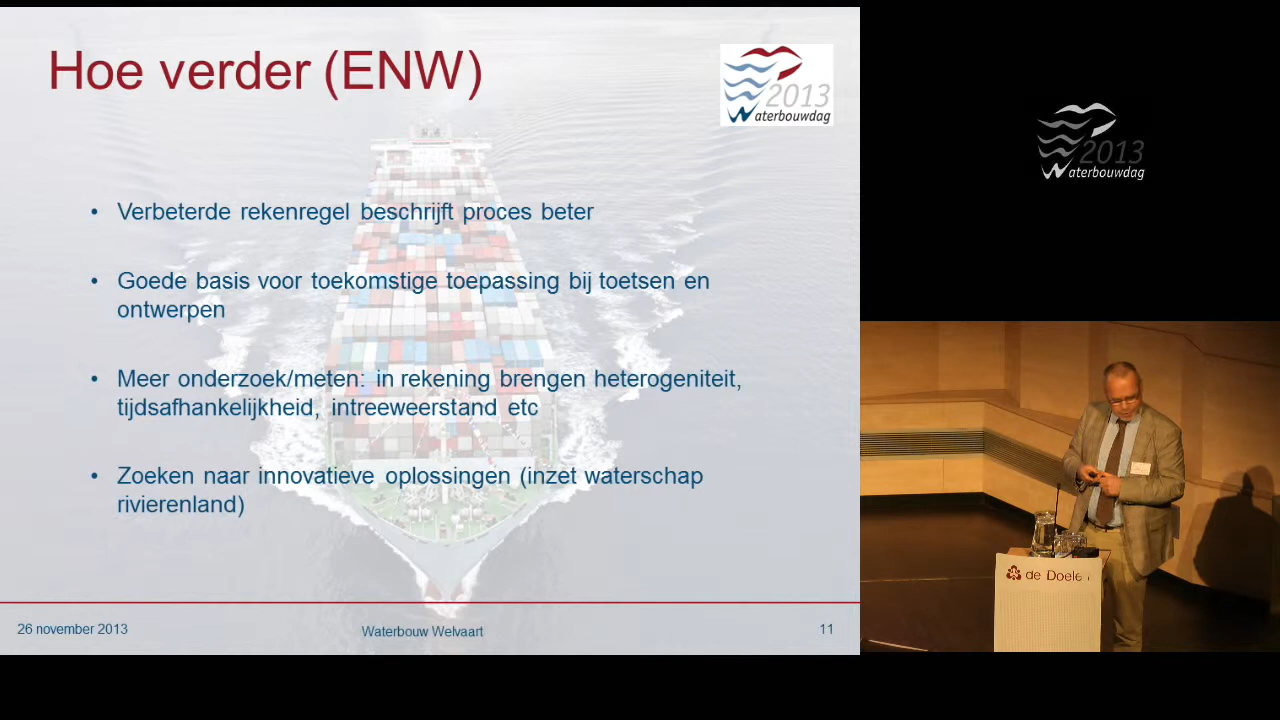 Hoe verder (ENW)
2013
Waterbouwdag
• Verbeterde rekenregel beschrijft proces beter
• Goede basis voor toekomstige toepassing bij toetsen en
ontwerpen
• Meer onderzoek/meten: in rekening brengen heterogeniteit,
tijdsafhankelijkheid, intreeweerstand etc
• Zoeken naar innovatieve oplossingen (inzet waterschap
rivierenland)
26 november 2013
Waterbouw Welvaart
11
2013
Waterbouwdag
de Doelen